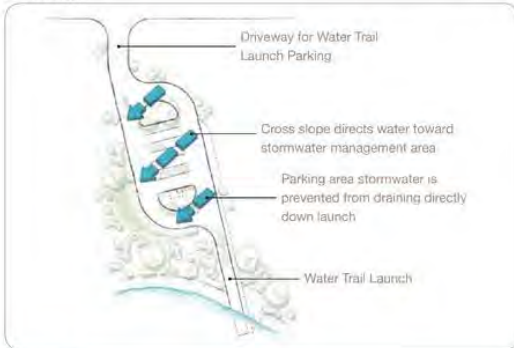 Driveway for Water Trail
Launch Parking
Cross slope directs water toward
stormwater management area
Parking area stormwater is
prevented from draining directly
down launch
Water Trail Launch